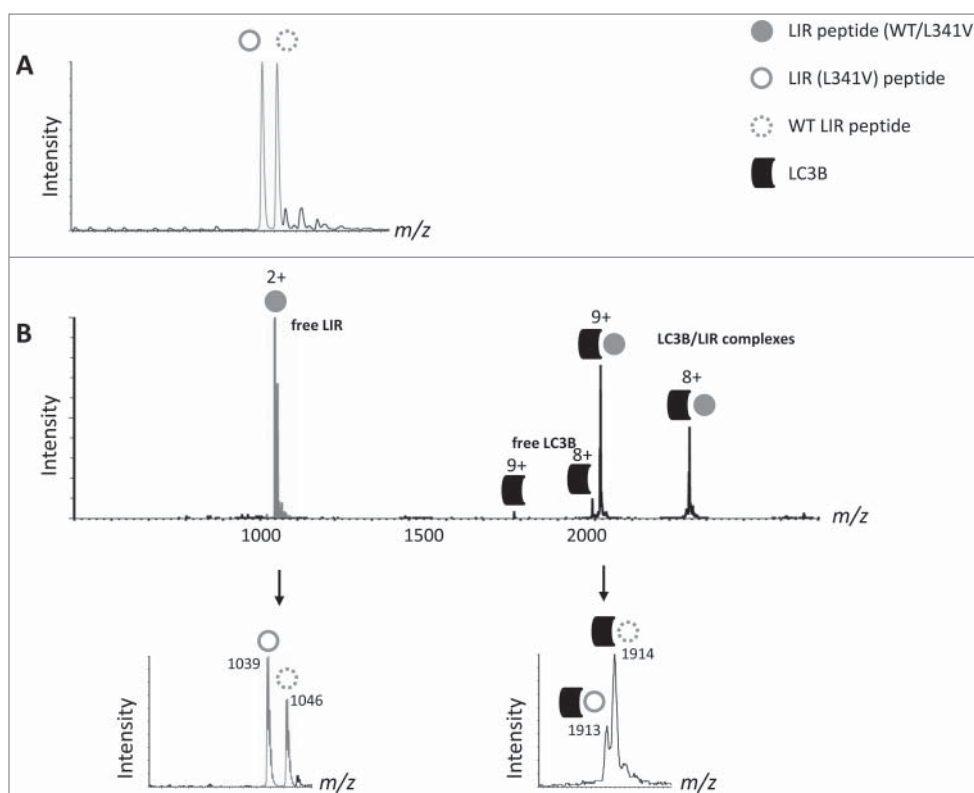 A
Intensity
m/z
LIR peptide (WT/L341V
LIR (L341V) peptide
WT LIR peptide
LC3B
B
2+
free LIR
9+
LC3B/LIR complexes
8+
free LC3B
9+
8+
Intensity
m/z
1000
1500
2000
1039
1046
Intensity
m/z
1914
1913
Intensity
m/z